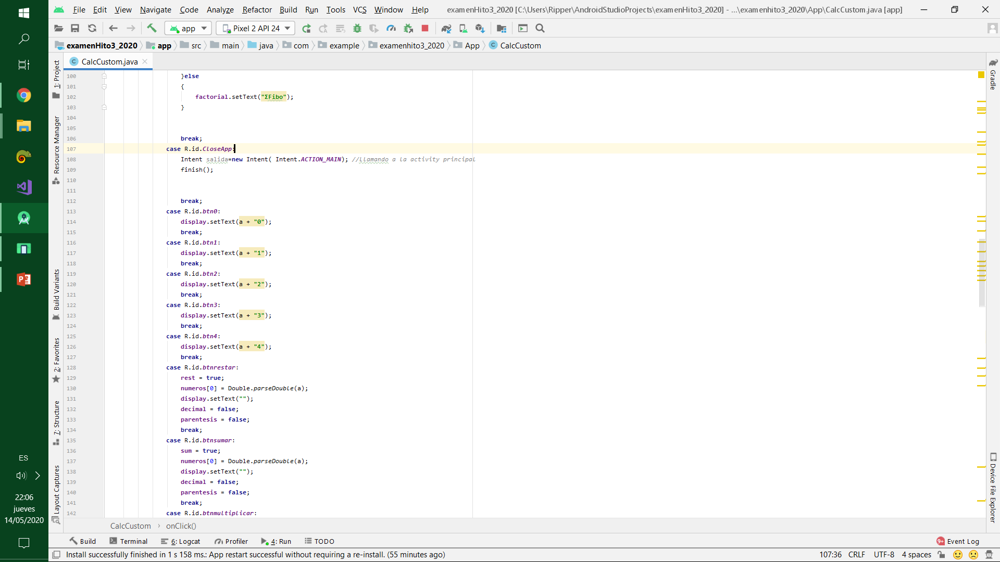 File Edit View Navigate Code Analyze Refactor Build Run Tools VCS Window Help examenHito3_2020 [C:\Users\Ripper\AndroidStudioProjects\examenHito3_2020] - ...\examenhito3_2020\App\CalcCustom.java [app]
app Pixel 2 API 24
examenHito3_2020 app src main java com example examenhito3_2020 App CalcCustom
CalcCustom.java
1: Project
Resource Manager
Build Variants
2: Favorites
7: Structure
Layout Captures
Gradle
Device File Explorer
100 }else
101 {
102 factorial.setText("ΣFibo");
103 }
104
105
106 break;
107 case R.id.CloseApp:
108 Intent salida=new Intent( Intent.ACTION_MAIN); //Llamando a la activity principal
109 finish();
110
111
112 break;
113 case R.id.btn0:
114 display.setText(a + "0");
115 break;
116 case R.id.btn1:
117 display.setText(a + "1");
118 break;
119 case R.id.btn2:
120 display.setText(a + "2");
121 break;
122 case R.id.btn3:
123 display.setText(a + "3");
124 break;
125 case R.id.btn4:
126 display.setText(a + "4");
127 break;
128 case R.id.btnrestar:
129 rest = true;
130 numeros[0] = Double.parseDouble(a);
131 display.setText("");
132 decimal = false;
133 parentesis = false;
134 break;
135 case R.id.btnsumar:
136 sum = true;
137 numeros[0] = Double.parseDouble(a);
138 display.setText("");
139 decimal = false;
140 parentesis = false;
141 break;
142 case R.id.btnmultiplicar:
CalcCustom › onClick()
Build Terminal 6: Logcat Profiler 4: Run TODO 9+ Event Log
Install successfully finished in 1 s 158 ms.: App restart successful without requiring a re-install. (55 minutes ago) 107:36 CRLF UTF-8 4 spaces
ES
22:06
jueves
14/05/2020